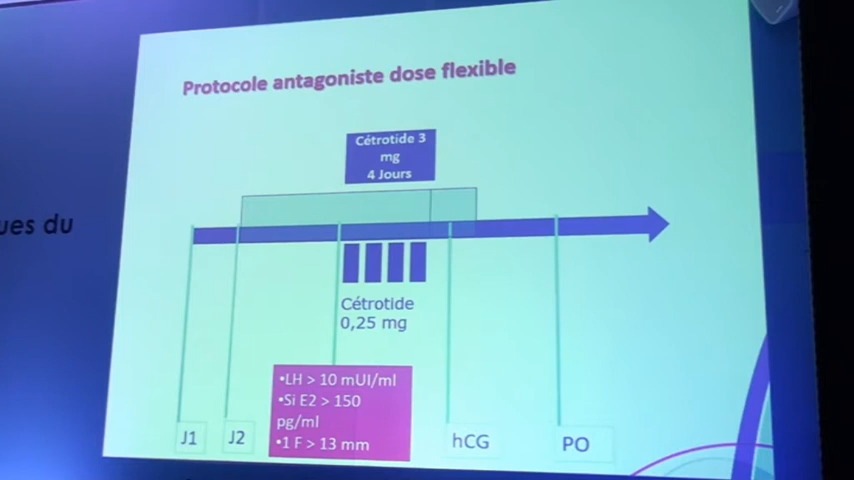 Protocole antagoniste dose flexible
Cétrotide 3
mg
4 Jours
ues du
Cétrotide
0,25 mg
•LH > 10 mUI/ml
•Si E2 > 150
pg/ml
•1 F > 13 mm
J1
J2
hCG
PO